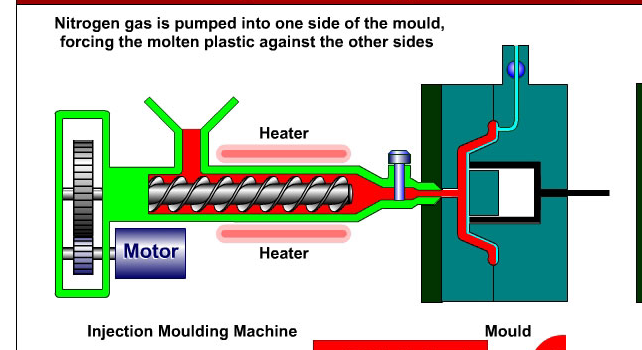 Nitrogen gas is pumped into one side of the mould,
forcing the molten plastic against the other sides
Heater
Motor
Heater
Injection Moulding Machine
Mould